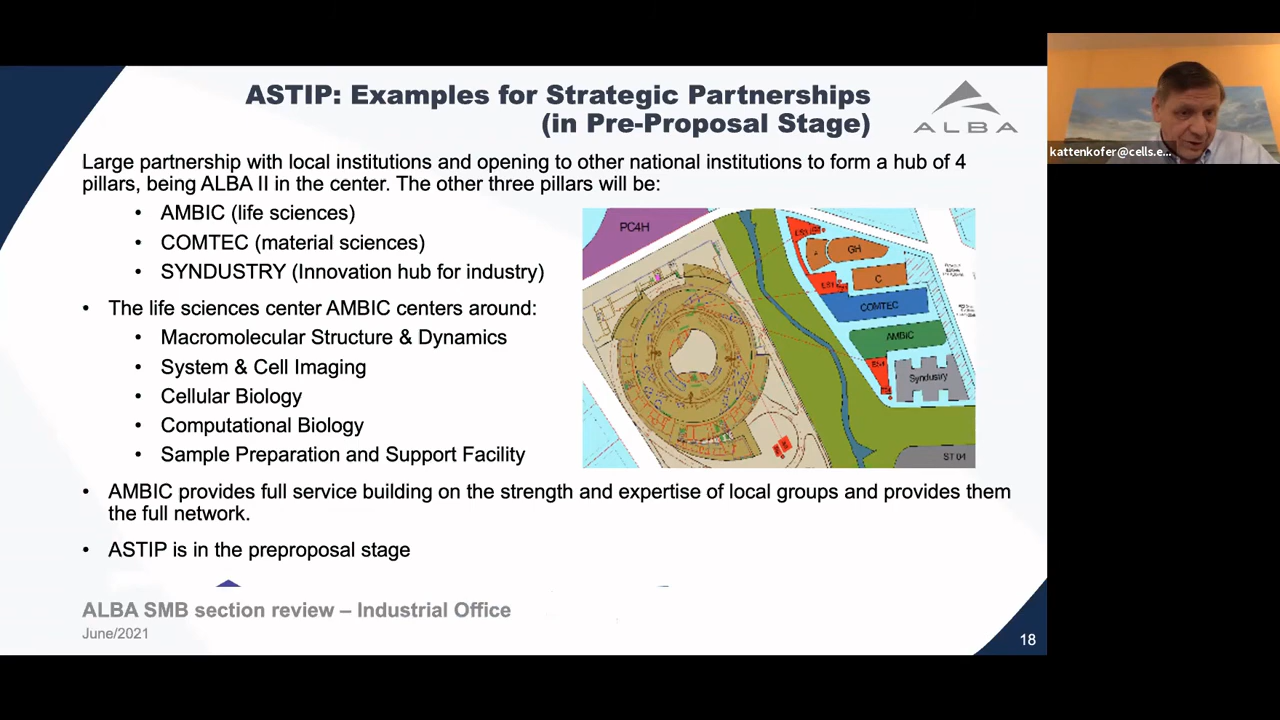 ASTIP: Examples for Strategic Partnerships
(in Pre-Proposal Stage)
ALBA
kattenkofer@cells.e...
Large partnership with local institutions and opening to other national institutions to form a hub of 4
pillars, being ALBA II in the center. The other three pillars will be:
• AMBIC (life sciences)
• COMTEC (material sciences)
• SYNDUSTRY (Innovation hub for industry)
• The life sciences center AMBIC centers around:
• Macromolecular Structure & Dynamics
• System & Cell Imaging
• Cellular Biology
• Computational Biology
• Sample Preparation and Support Facility
PC4H
GH
C
COMTEC
AMBIC
Syndustry
ST 04
• AMBIC provides full service building on the strength and expertise of local groups and provides them
the full network.
• ASTIP is in the preproposal stage
ALBA SMB section review – Industrial Office
June/2021
18